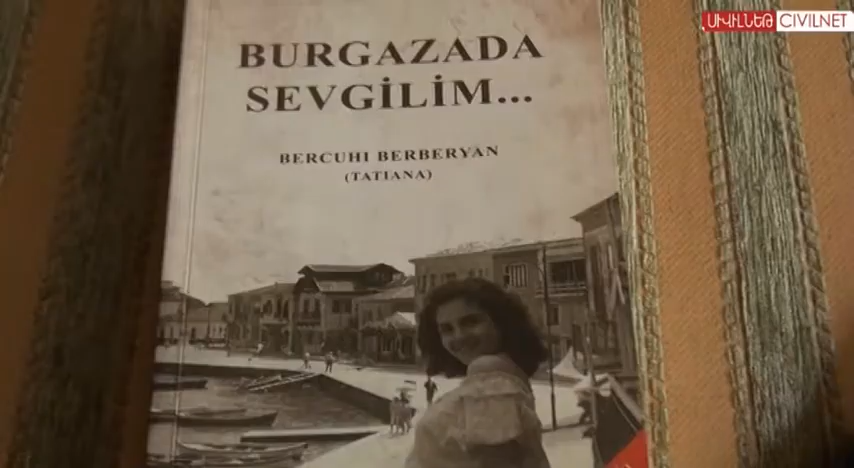 ՍԻՎԻԼՆԵԹ CIVILNET
BURGAZADA
SEVGİLİM...
BERCUHI BERBERYAN
(TATIANA)